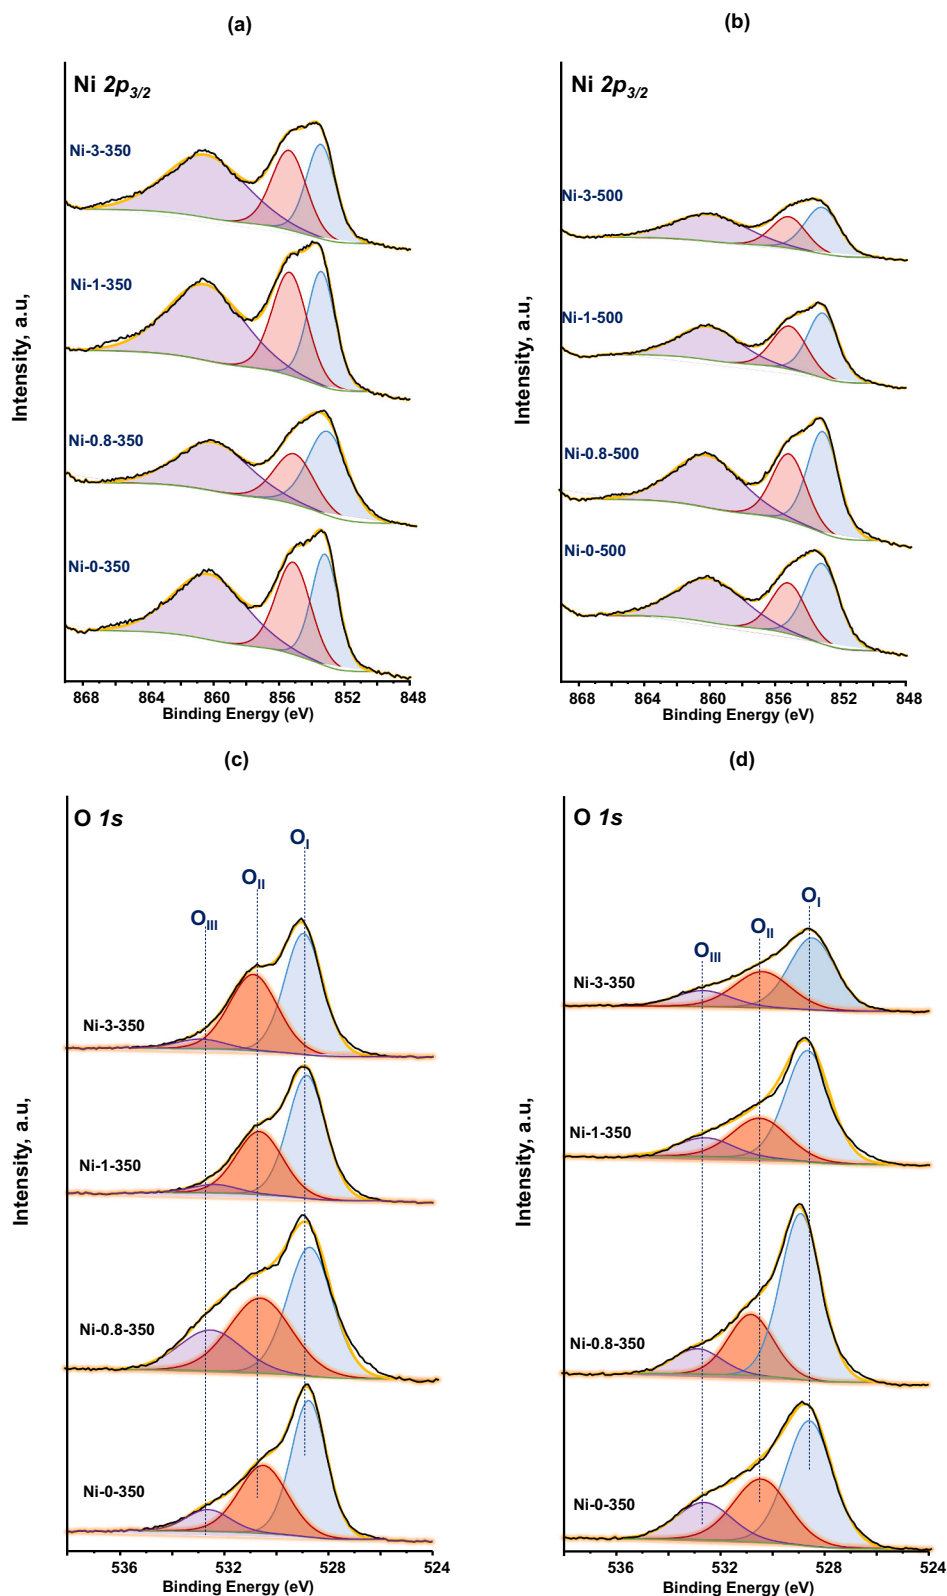 (a)
Ni 2p3/2
Ni-3-350
Ni-1-350
Ni-0.8-350
Ni-0-350
Intensity, a.u,
868 864 860 856 852 848
Binding Energy (eV)
(b)
Ni 2p3/2
Ni-3-500
Ni-1-500
Ni-0.8-500
Ni-0-500
Intensity, a.u,
868 864 860 856 852 848
Binding Energy (eV)
(c)
O 1s
OI
OII
OIII
Ni-3-350
Ni-1-350
Ni-0.8-350
Ni-0-350
Intensity, a.u,
536 532 528 524
Binding Energy (eV)
(d)
O 1s
OI
OII
OIII
Ni-3-350
Ni-1-350
Ni-0.8-350
Ni-0-350
Intensity, a.u,
536 532 528 524
Binding Energy (eV)